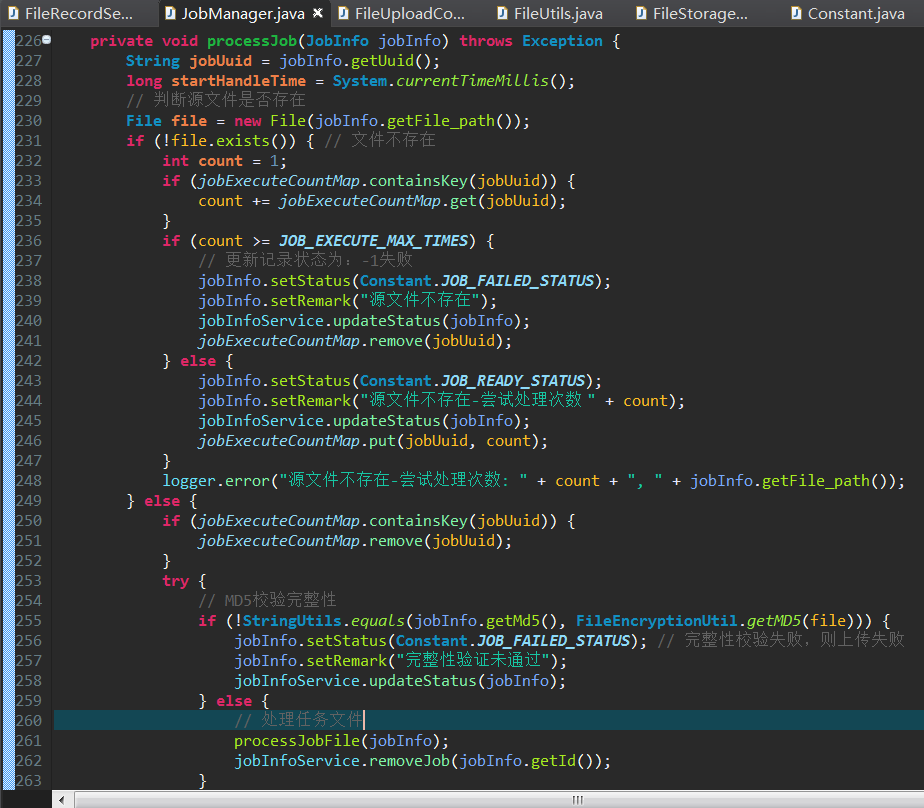 FileRecordSe... JobManager.java FileUploadCo... FileUtils.java FileStorage... Constant.java
226 private void processJob(JobInfo jobInfo) throws Exception {
227 String jobUuid = jobInfo.getUuid();
228 long startHandleTime = System.currentTimeMillis();
229 // 判断源文件是否存在
230 File file = new File(jobInfo.getFile_path());
231 if (!file.exists()) { // 文件不存在
232 int count = 1;
233 if (jobExecuteCountMap.containsKey(jobUuid)) {
234 count += jobExecuteCountMap.get(jobUuid);
235 }
236 if (count >= JOB_EXECUTE_MAX_TIMES) {
237 // 更新记录状态为：-1失败
238 jobInfo.setStatus(Constant.JOB_FAILED_STATUS);
239 jobInfo.setRemark("源文件不存在");
240 jobInfoService.updateStatus(jobInfo);
241 jobExecuteCountMap.remove(jobUuid);
242 } else {
243 jobInfo.setStatus(Constant.JOB_READY_STATUS);
244 jobInfo.setRemark("源文件不存在-尝试处理次数 " + count);
245 jobInfoService.updateStatus(jobInfo);
246 jobExecuteCountMap.put(jobUuid, count);
247 }
248 logger.error("源文件不存在-尝试处理次数: " + count + ", " + jobInfo.getFile_path());
249 } else {
250 if (jobExecuteCountMap.containsKey(jobUuid)) {
251 jobExecuteCountMap.remove(jobUuid);
252 }
253 try {
254 // MD5校验完整性
255 if (!StringUtils.equals(jobInfo.getMd5(), FileEncryptionUtil.getMD5(file))) {
256 jobInfo.setStatus(Constant.JOB_FAILED_STATUS); // 完整性校验失败，则上传失败
257 jobInfo.setRemark("完整性验证未通过");
258 jobInfoService.updateStatus(jobInfo);
259 } else {
260 // 处理任务文件
261 processJobFile(jobInfo);
262 jobInfoService.removeJob(jobInfo.getId());
263 }